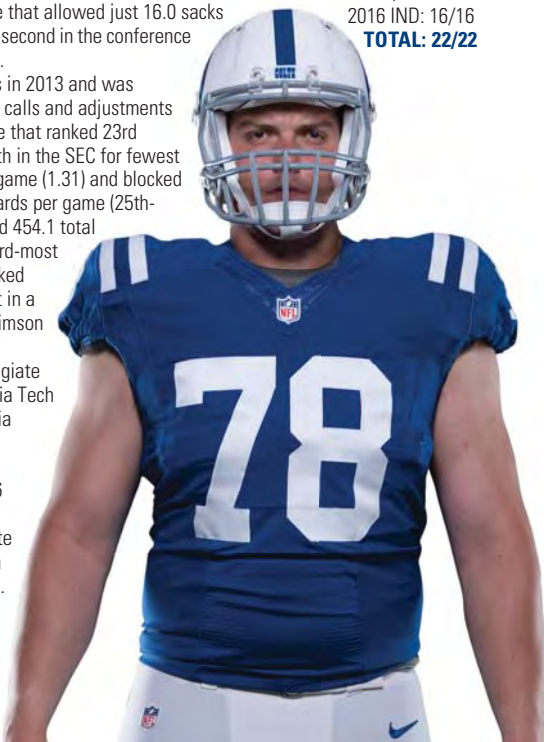 e that allowed just 16.0 sacks
second in the conference
.
s in 2013 and was
calls and adjustments
e that ranked 23rd
th in the SEC for fewest
game (1.31) and blocked
ards per game (25th-
d 454.1 total
rd-most
ked
t in a
imson
giate
ia Tech
ia
6
te
.
2016 IND: 16/16
TOTAL: 22/22
COLTS
NFL
78
NFL